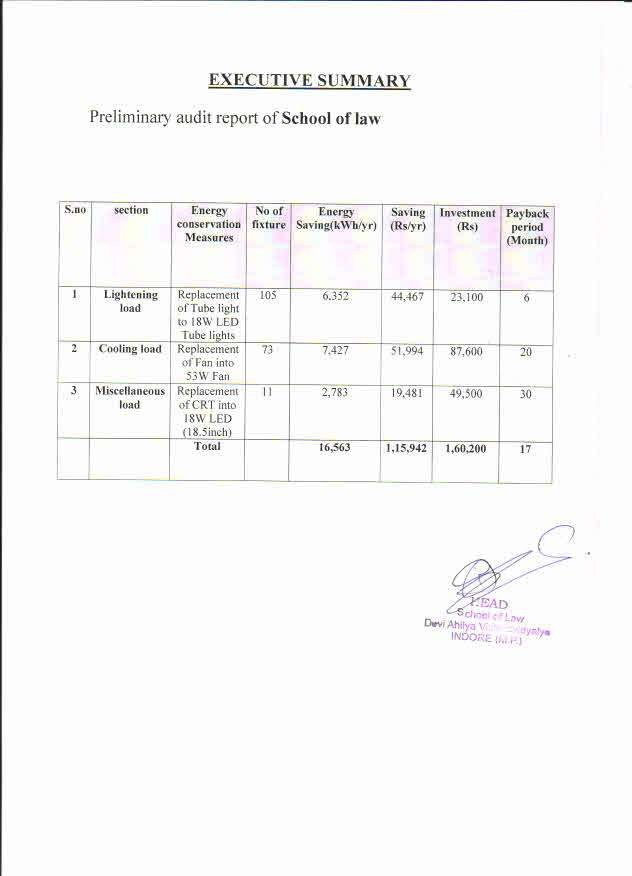 EXECUTIVE SUMMARY
Preliminary audit report of School of law
S.no section Energy No of Energy Saving Investment Payback
conservation fixture Saving(kWh/yr) (Rs/yr) (Rs) period
Measures (Month)
1 Lightening Replacement 105 6,352 44,467 23,100 6
load of Tube light
to 18W LED
Tube lights
2 Cooling load Replacement 73 7,427 51,994 87,600 20
of Fan into
53W Fan
3 Miscellaneous Replacement 11 2,783 19,481 49,500 30
load of CRT into
18W LED
(18.5inch)
Total 16,563 1,15,942 1,60,200 17
HEAD
School of Law
Devi Ahilya
INDORE (M.P.)